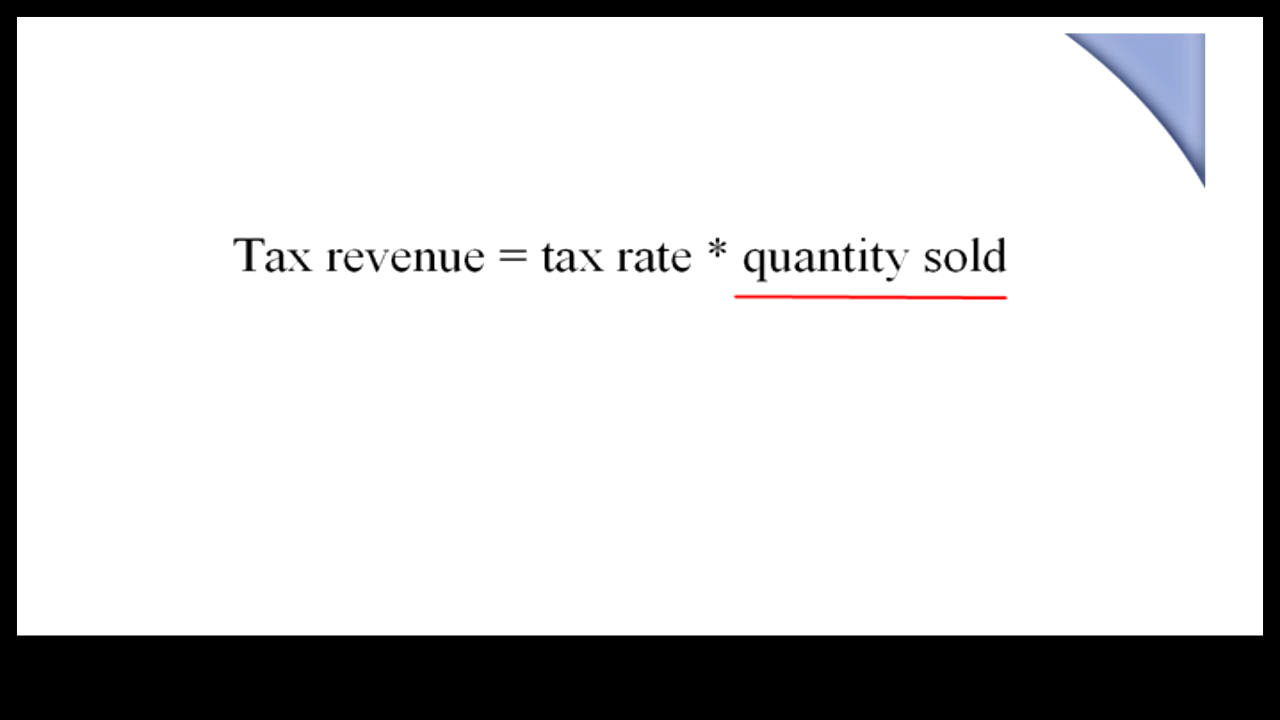 Tax revenue = tax rate * quantity sold